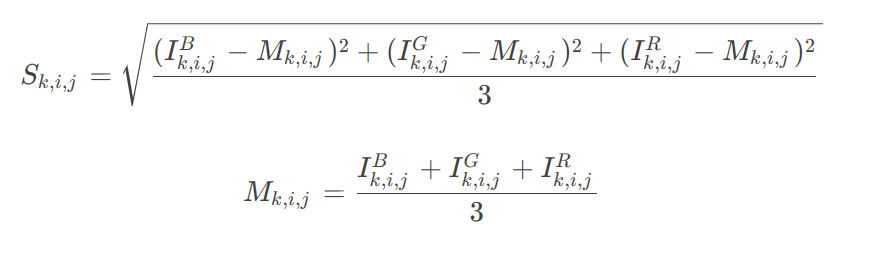 S_{k,i,j} = \sqrt{\frac{(I^B_{k,i,j} - M_{k,i,j})^2 + (I^G_{k,i,j} - M_{k,i,j})^2 + (I^R_{k,i,j} - M_{k,i,j})^2}{3}}
M_{k,i,j} = \frac{I^B_{k,i,j} + I^G_{k,i,j} + I^R_{k,i,j}}{3}